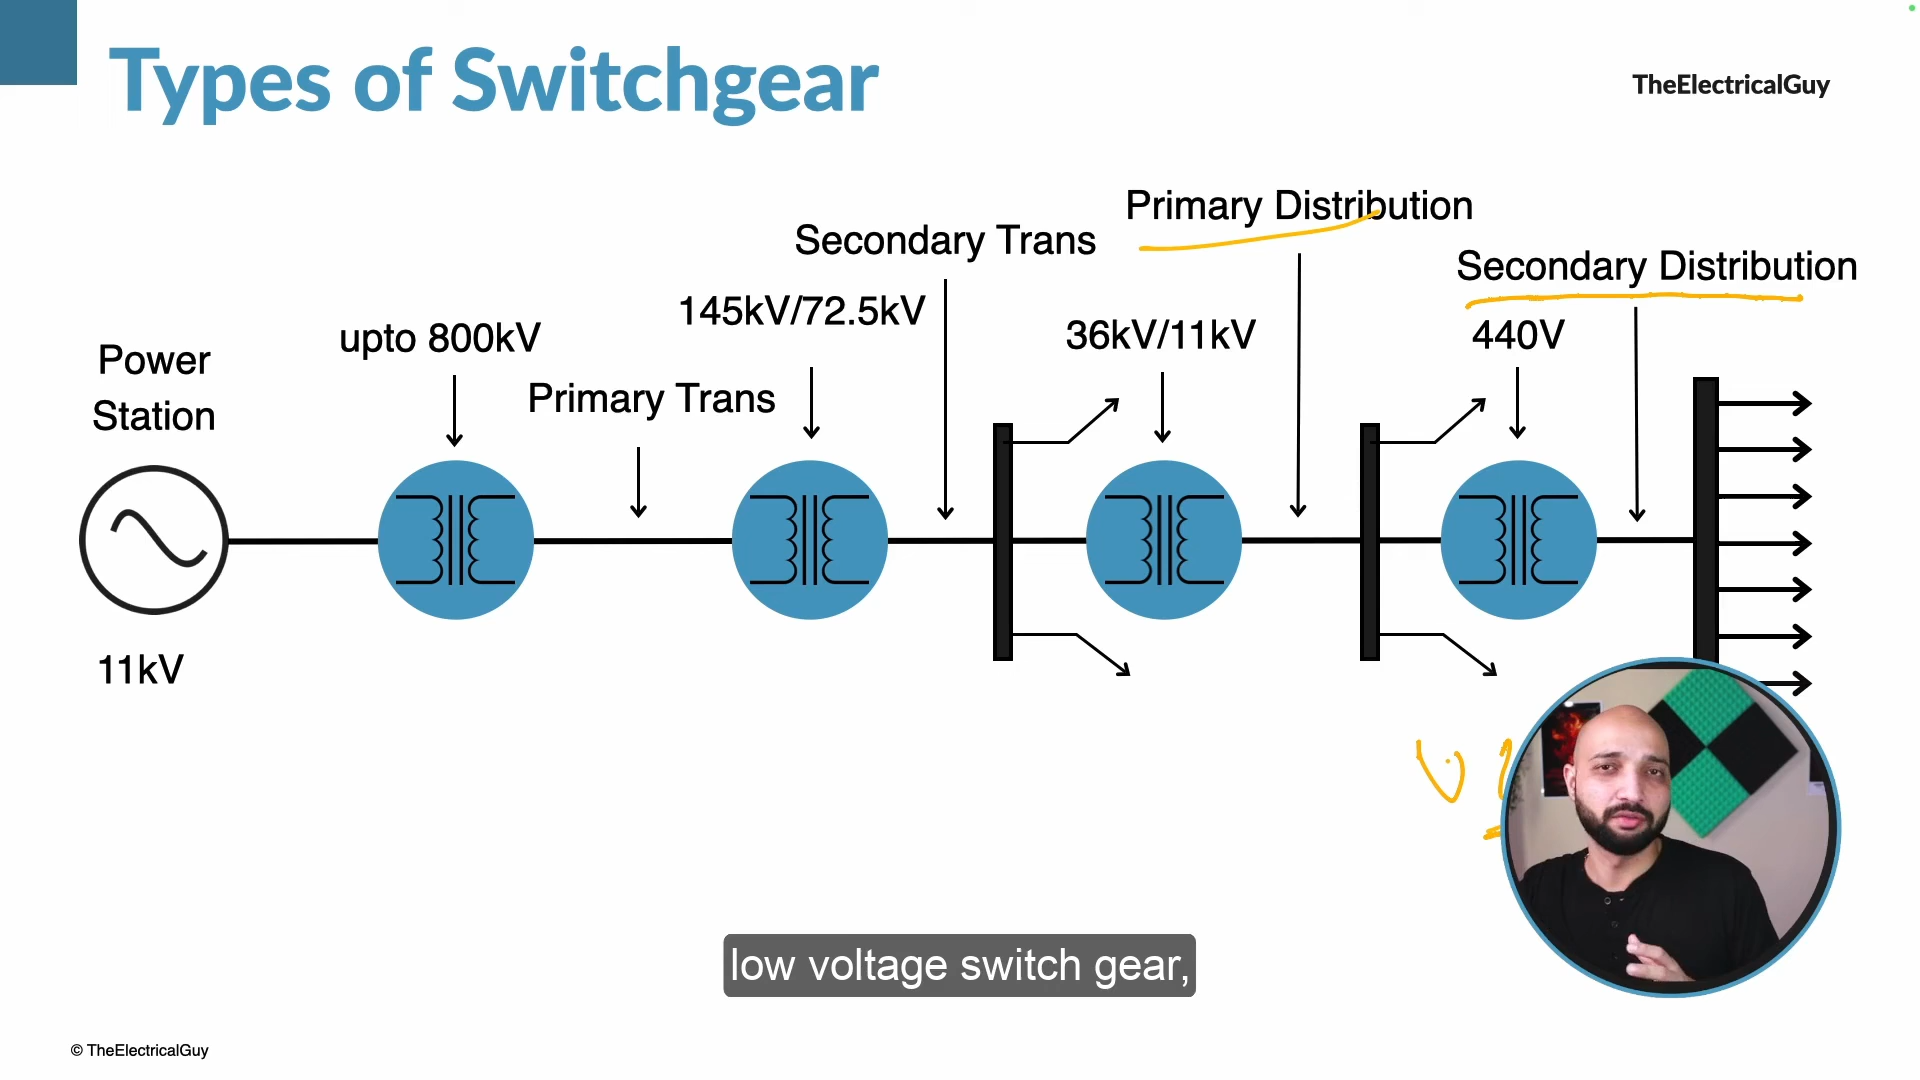 Types of Switchgear
TheElectricalGuy
Primary Distribution
Secondary Trans
Secondary Distribution
145kV/72.5kV
upto 800kV
36kV/11kV
440V
Power
Station
Primary Trans
11kV
low voltage switch gear,
© TheElectricalGuy